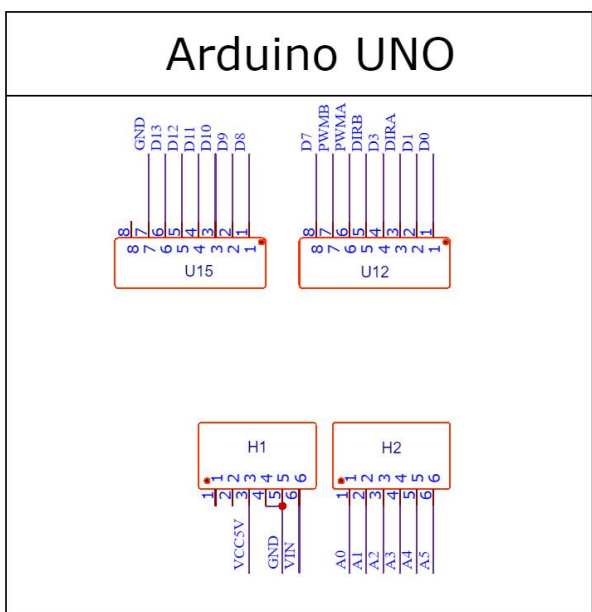 Arduino UNO
GND D13 D12 D11 D10 D9 D8
D7 PWMB PWMA DIRB D3 DIRA D1 D0
8 7 6 5 4 3 2 1
8 7 6 5 4 3 2 1
U15
8 7 6 5 4 3 2 1
8 7 6 5 4 3 2 1
U12
H1
1 2 3 4 5 6
1 2 3 4 5 6
VCC5V GND VIN
H2
1 2 3 4 5 6
1 2 3 4 5 6
A0 A1 A2 A3 A4 A5